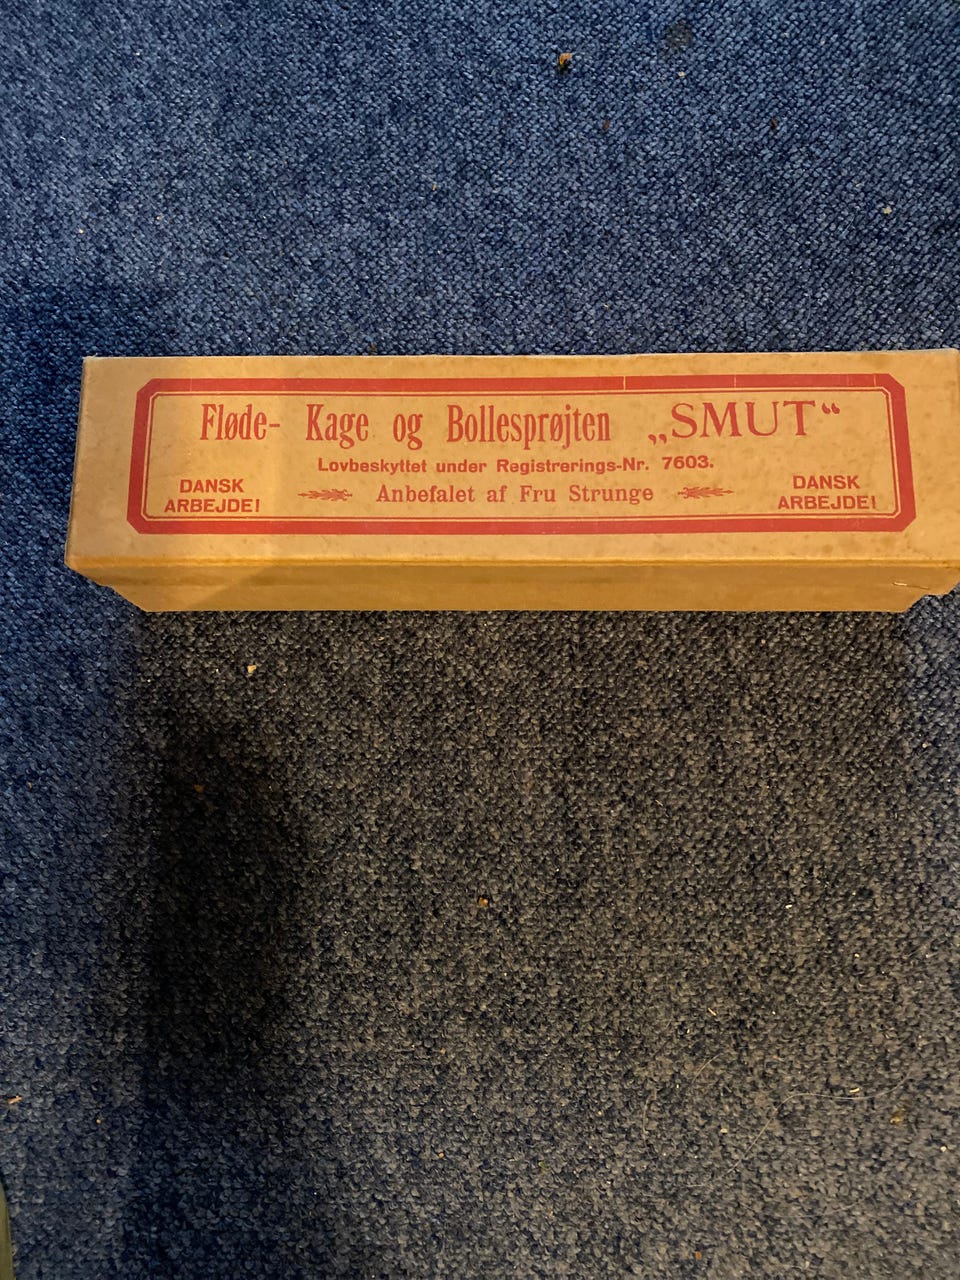 Fløde- Kage og Bollesprøjten „SMUT“
Lovbeskyttet under Registrerings-Nr. 7603.
DANSK
ARBEJDE!
Anbefalet af Fru Strunge
DANSK
ARBEJDE!